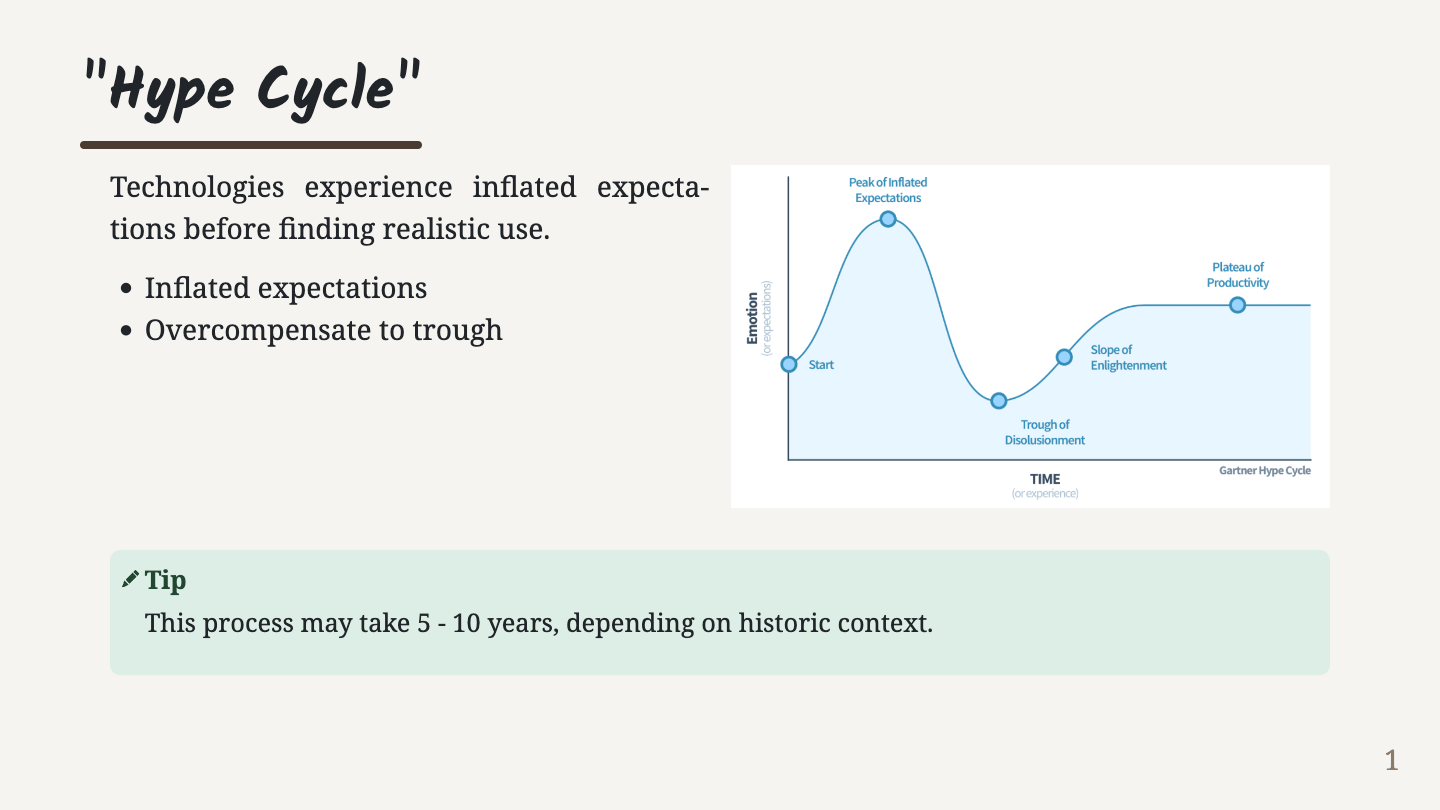 "Hype Cycle"
Technologies experience inflated expecta-
tions before finding realistic use.
• Inflated expectations
• Overcompensate to trough
Peak of Inflated
Expectations
Plateau of
Productivity
Emotion
(or expectations)
Slope of
Enlightenment
Start
Trough of
Disolusionment
Gartner Hype Cycle
TIME
(or experience)
Tip
This process may take 5 - 10 years, depending on historic context.
1